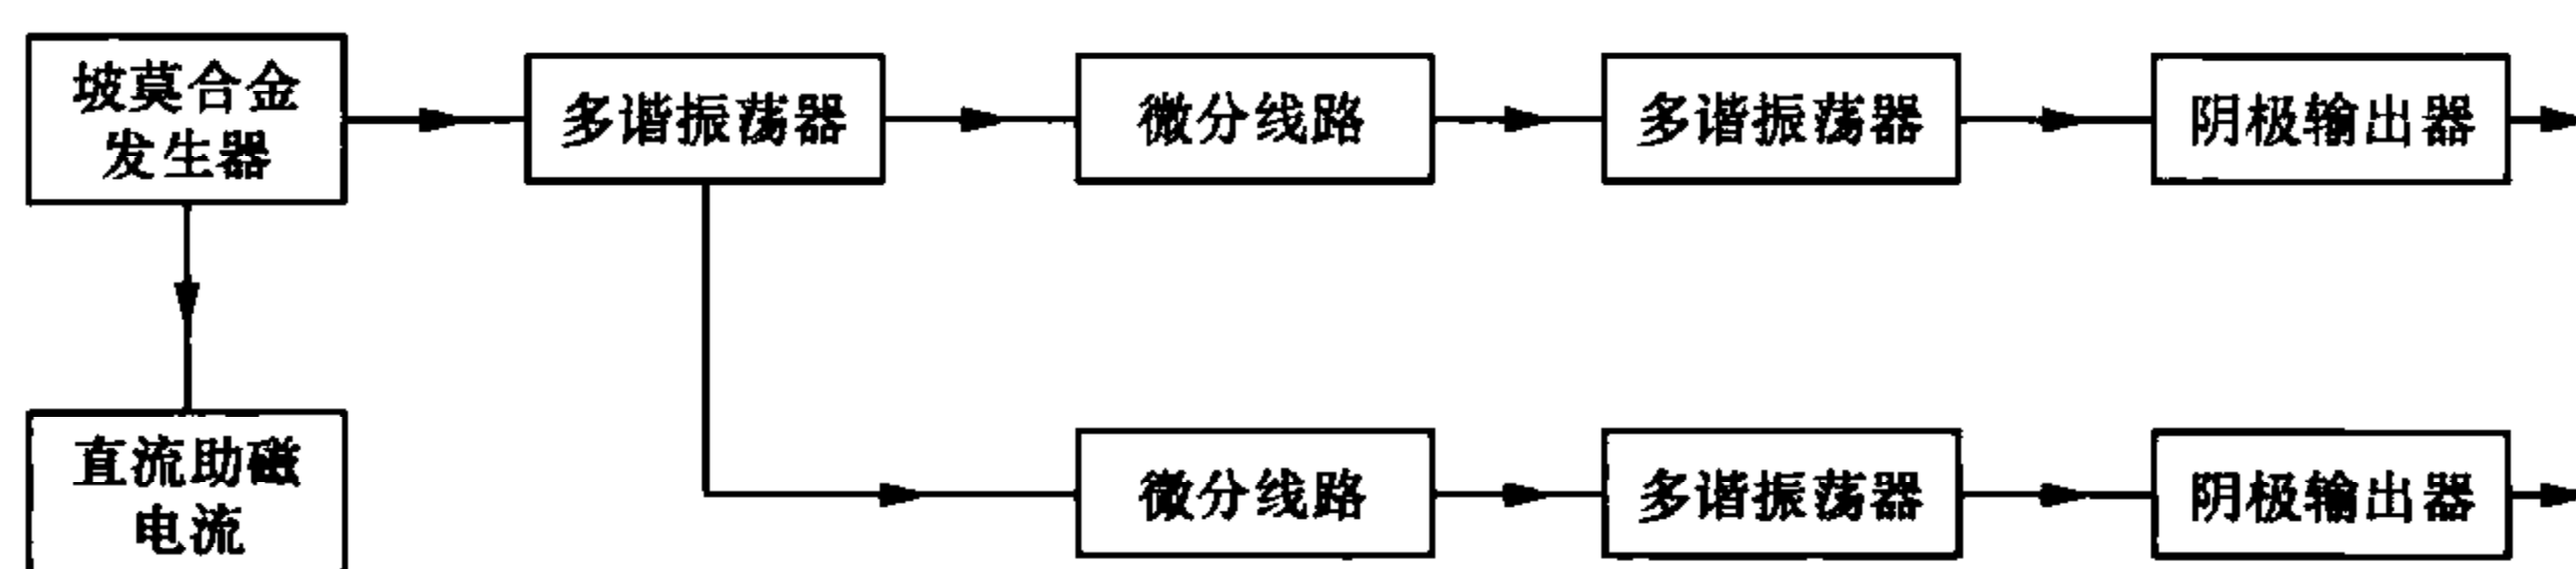 坡莫合金
发生器
多谐振荡器
微分线路
多谐振荡器
阴极输出器
直流助磁
电流
微分线路
多谐振荡器
阴极输出器